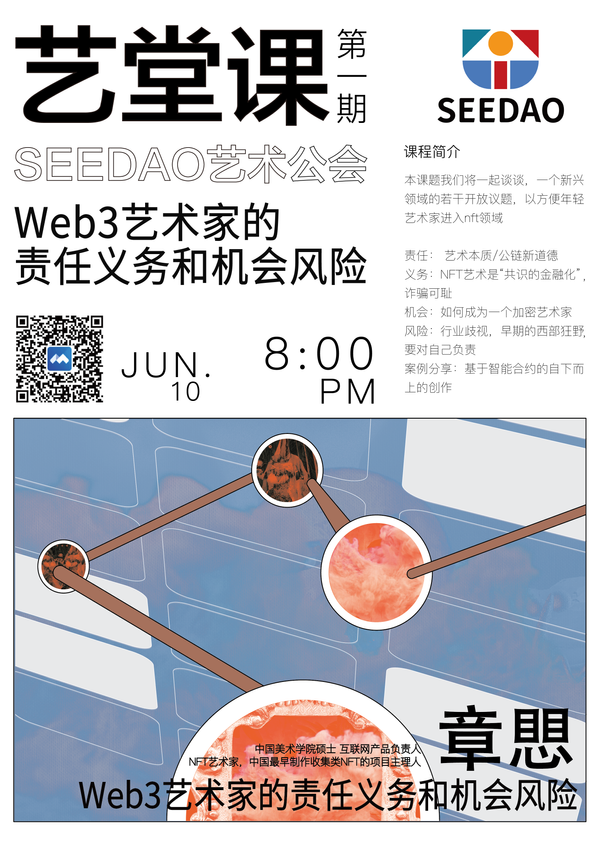 艺堂课
第一期
SEEDAO
SEEDAO艺术公会
Web3艺术家的
责任义务和机会风险
JUN.
10
8:00
PM
课程简介
本课题我们将一起谈谈，一个新兴
领域的若干开放议题，以方便年轻
艺术家进入nft领域
责任： 艺术本质/公链新道德
义务：NFT艺术是“共识的金融化”，
诈骗可耻
机会：如何成为一个加密艺术家
风险：行业歧视，早期的西部狂野,
要对自己负责
案例分享：基于智能合约的自下而
上的创作
章愳
中国美术学院硕士 互联网产品负责人
NFT艺术家，中国最早制作收集类NFT的项目主理人
Web3艺术家的责任义务和机会风险